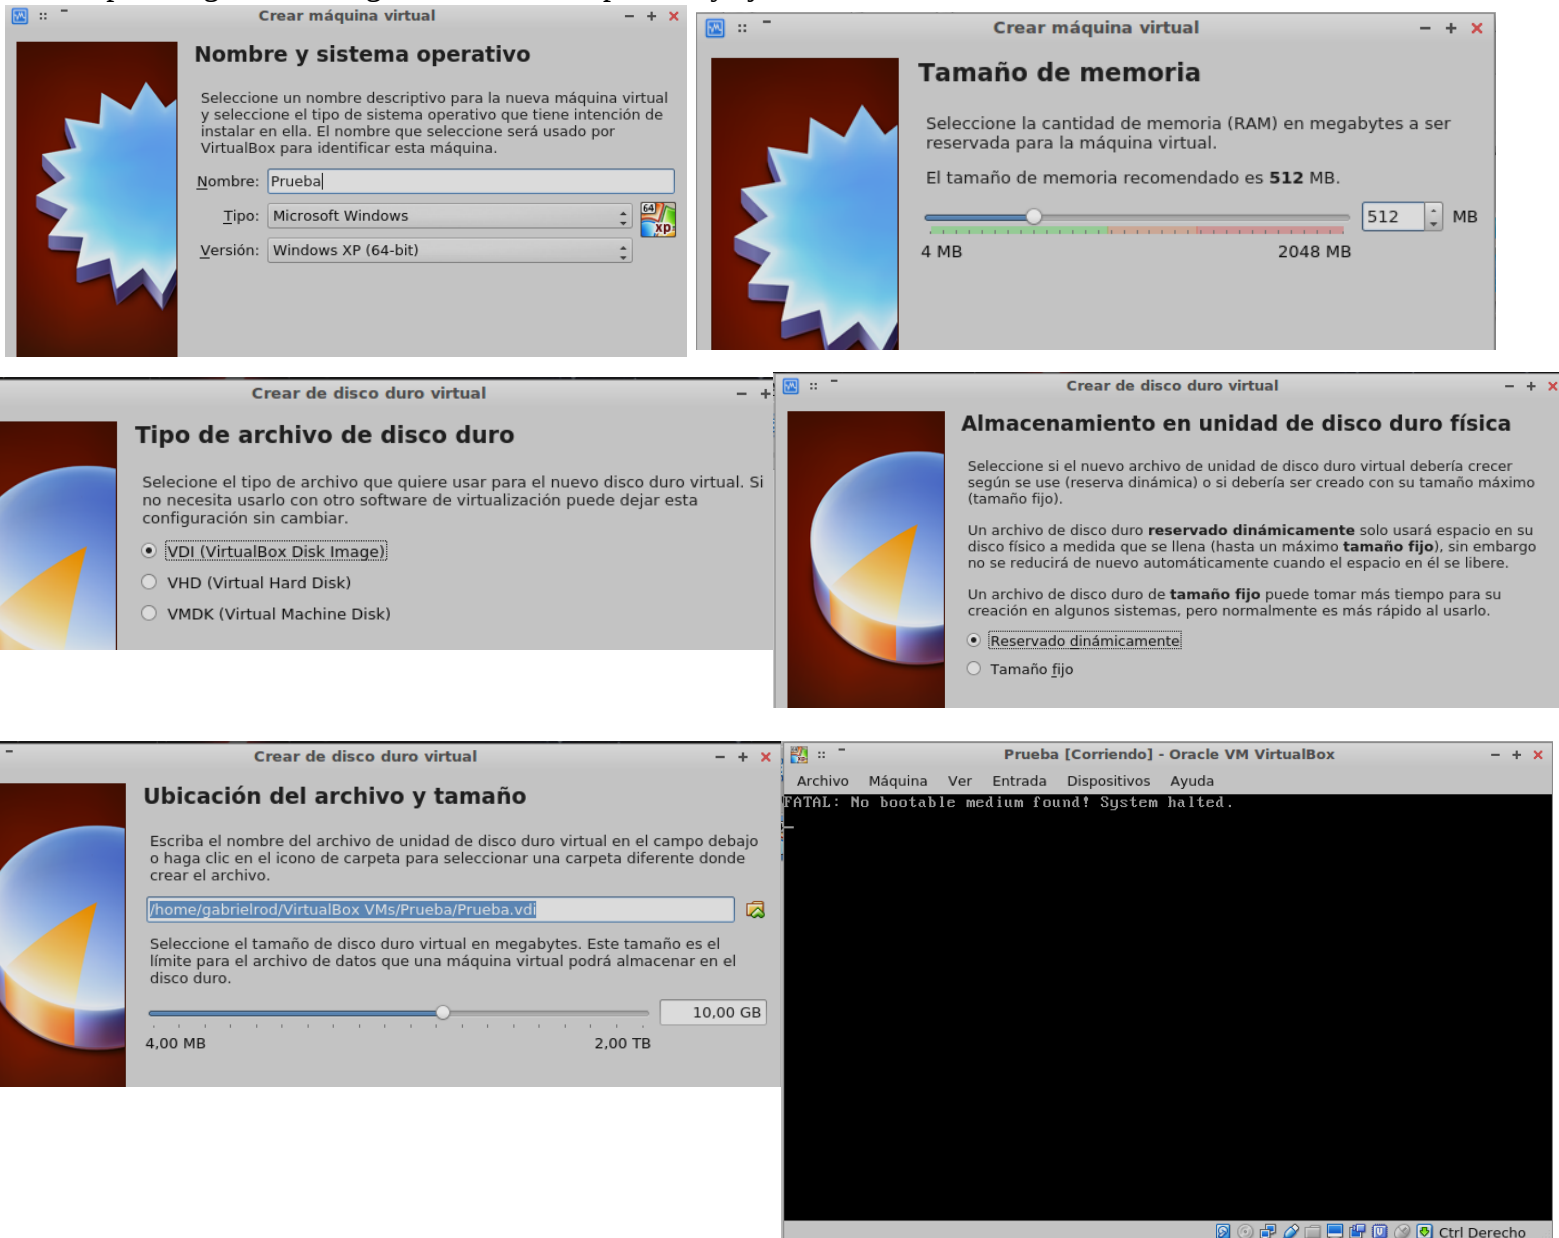 Crear máquina virtual
Nombre y sistema operativo
Seleccione un nombre descriptivo para la nueva máquina virtual
y seleccione el tipo de sistema operativo que tiene intención de
instalar en ella. El nombre que seleccione será usado por
VirtualBox para identificar esta máquina.
Nombre: Prueba
Tipo: Microsoft Windows
64
xp
Versión: Windows XP (64-bit)
Crear máquina virtual
Tamaño de memoria
Seleccione la cantidad de memoria (RAM) en megabytes a ser
reservada para la máquina virtual.
El tamaño de memoria recomendado es 512 MB.
512 MB
4 MB 2048 MB
Crear de disco duro virtual
Tipo de archivo de disco duro
Selecione el tipo de archivo que quiere usar para el nuevo disco duro virtual. Si
no necesita usarlo con otro software de virtualización puede dejar esta
configuración sin cambiar.
VDI (VirtualBox Disk Image)
VHD (Virtual Hard Disk)
VMDK (Virtual Machine Disk)
Crear de disco duro virtual
Almacenamiento en unidad de disco duro física
Seleccione si el nuevo archivo de unidad de disco duro virtual debería crecer
según se use (reserva dinámica) o si debería ser creado con su tamaño máximo
(tamaño fijo).
Un archivo de disco duro reservado dinámicamente solo usará espacio en su
disco físico a medida que se llena (hasta un máximo tamaño fijo), sin embargo
no se reducirá de nuevo automáticamente cuando el espacio en él se libere.
Un archivo de disco duro de tamaño fijo puede tomar más tiempo para su
creación en algunos sistemas, pero normalmente es más rápido al usarlo.
Reservado dinámicamente
Tamaño fijo
Crear de disco duro virtual
Ubicación del archivo y tamaño
Escriba el nombre del archivo de unidad de disco duro virtual en el campo debajo
o haga clic en el icono de carpeta para seleccionar una carpeta diferente donde
crear el archivo.
/home/gabrielrod/VirtualBox VMs/Prueba/Prueba.vdi
Seleccione el tamaño de disco duro virtual en megabytes. Este tamaño es el
límite para el archivo de datos que una máquina virtual podrá almacenar en el
disco duro.
10,00 GB
4,00 MB 2,00 TB
Prueba [Corriendo] - Oracle VM VirtualBox
Archivo Máquina Ver Entrada Dispositivos Ayuda
FATAL: No bootable medium found! System halted.
Ctrl Derecho